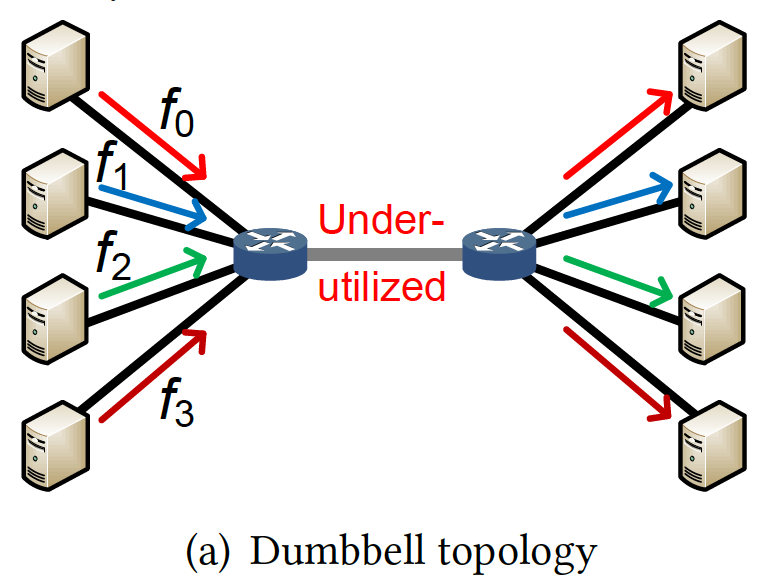 f0
f1
Under-
f2
utilized
f3
(a) Dumbbell topology